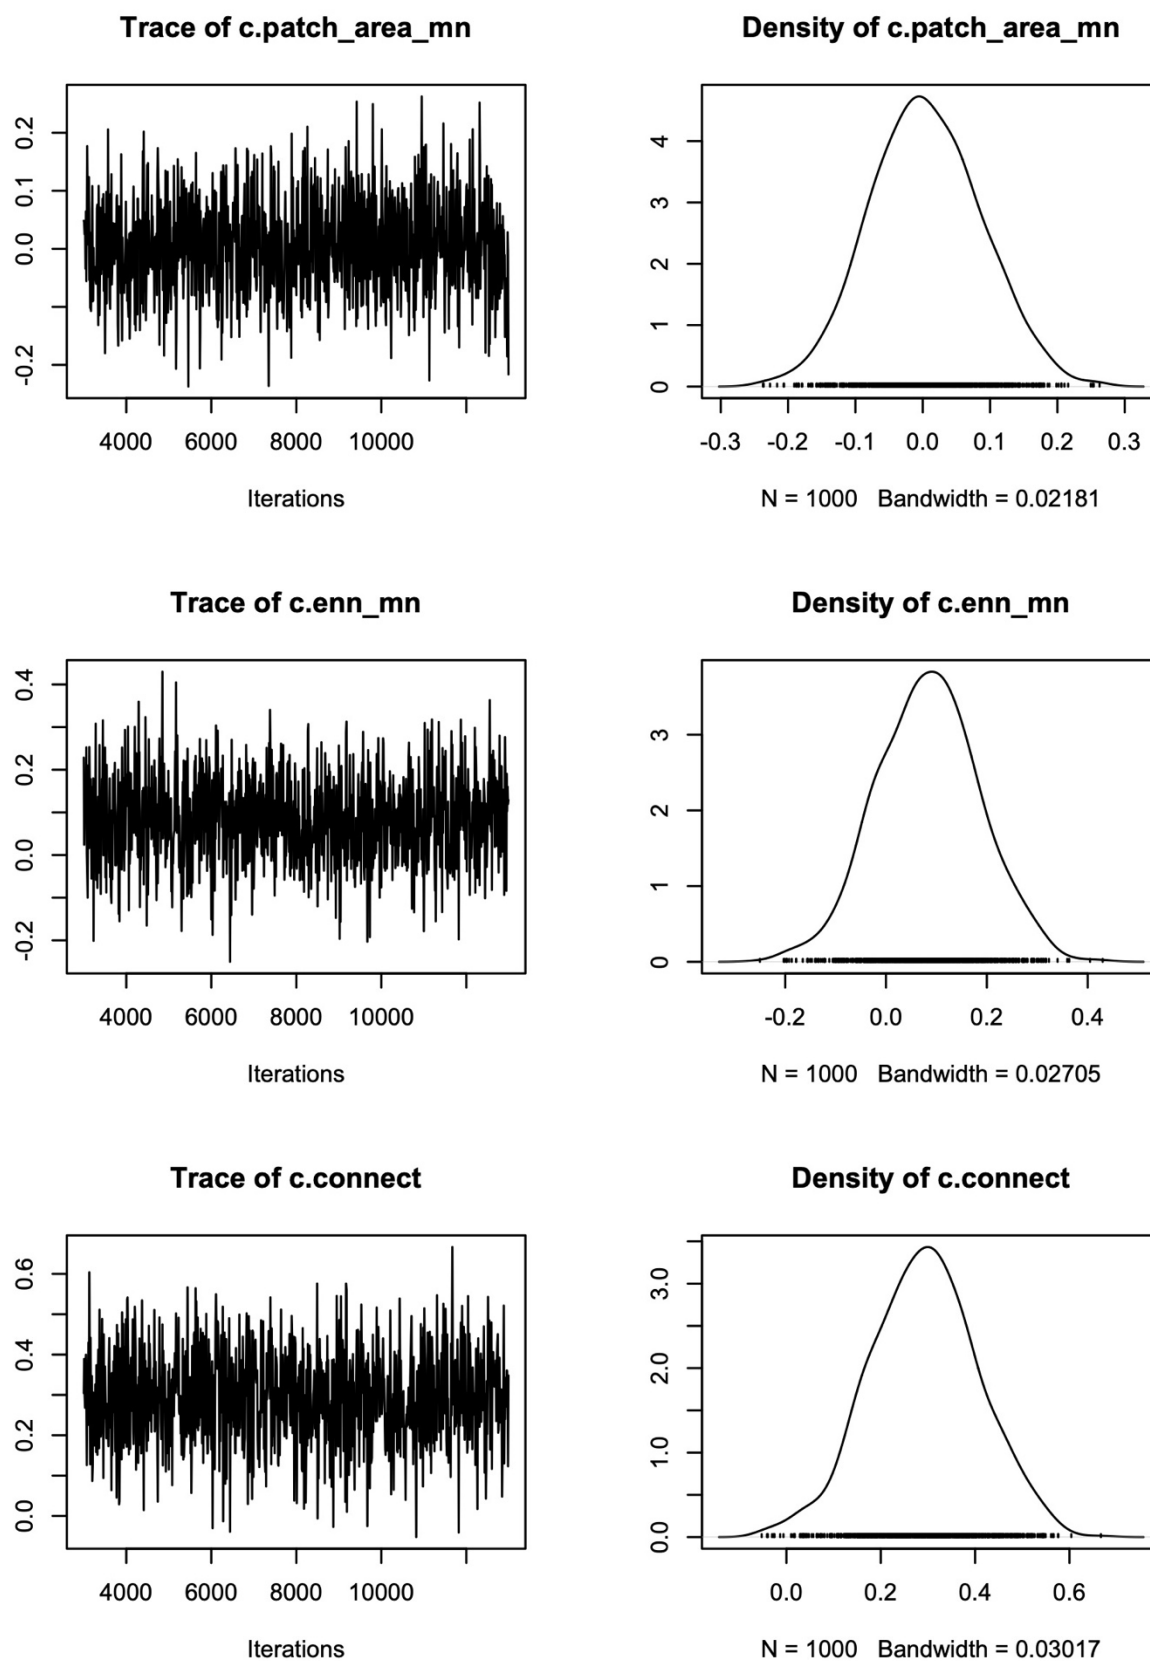 Trace of c.patch_area_mn
Density of c.patch_area_mn
0.2
0.1
0.0
-0.2
4000 6000 8000 10000
Iterations
4
3
2
1
0
-0.3 -0.2 -0.1 0.0 0.1 0.2 0.3
N = 1000 Bandwidth = 0.02181
Trace of c.enn_mn
Density of c.enn_mn
0.4
0.2
0.0
-0.2
4000 6000 8000 10000
Iterations
3
2
1
0
-0.2 0.0 0.2 0.4
N = 1000 Bandwidth = 0.02705
Trace of c.connect
Density of c.connect
0.6
0.4
0.2
0.0
4000 6000 8000 10000
Iterations
3.0
2.0
1.0
0.0
0.0 0.2 0.4 0.6
N = 1000 Bandwidth = 0.03017